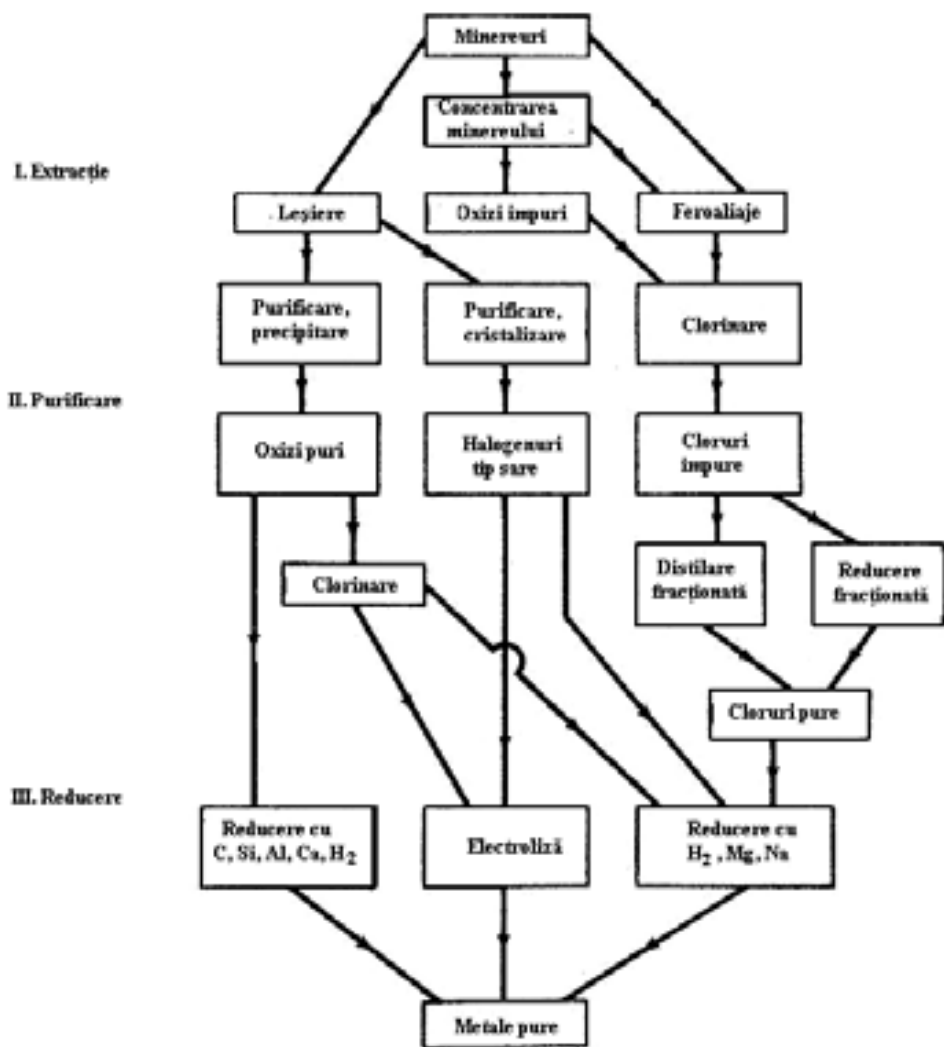 Minereuri
Concentrarea
minereului
I. Extracție
Leșiere
Oxizi impuri
Feroaliaje
Purificare,
precipitare
Purificare,
cristalizare
Clorinare
II. Purificare
Oxizi puri
Halogenuri
tip sare
Cloruri
impure
Clorinare
Distilare
fracționată
Reducere
fracționată
Cloruri pure
III. Reducere
Reducere cu
C, Si, Al, Ca, H2
Electroliză
Reducere cu
H2 , Mg, Na
Metale pure